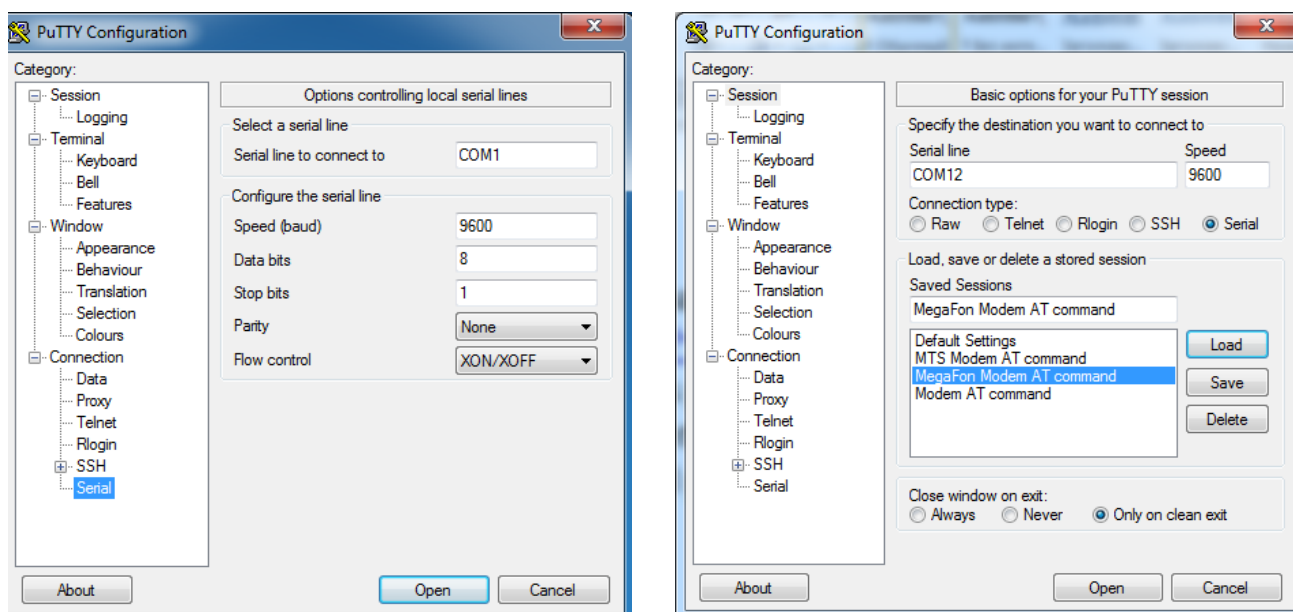 PuTTY Configuration
Category:
Session
Logging
Terminal
Keyboard
Bell
Features
Window
Appearance
Behaviour
Translation
Selection
Colours
Connection
Data
Proxy
Telnet
Rlogin
SSH
Serial
Options controlling local serial lines
Select a serial line
Serial line to connect to COM1
Configure the serial line
Speed (baud) 9600
Data bits 8
Stop bits 1
Parity None
Flow control XON/XOFF
About Open Cancel
PuTTY Configuration
Category:
Session
Logging
Terminal
Keyboard
Bell
Features
Window
Appearance
Behaviour
Translation
Selection
Colours
Connection
Data
Proxy
Telnet
Rlogin
SSH
Serial
Basic options for your PuTTY session
Specify the destination you want to connect to
Serial line Speed
COM12 9600
Connection type:
Raw Telnet Rlogin SSH Serial
Load, save or delete a stored session
Saved Sessions
MegaFon Modem AT command
Default Settings
MTS Modem AT command
MegaFon Modem AT command
Modem AT command
Load
Save
Delete
Close window on exit:
Always Never Only on clean exit
About Open Cancel